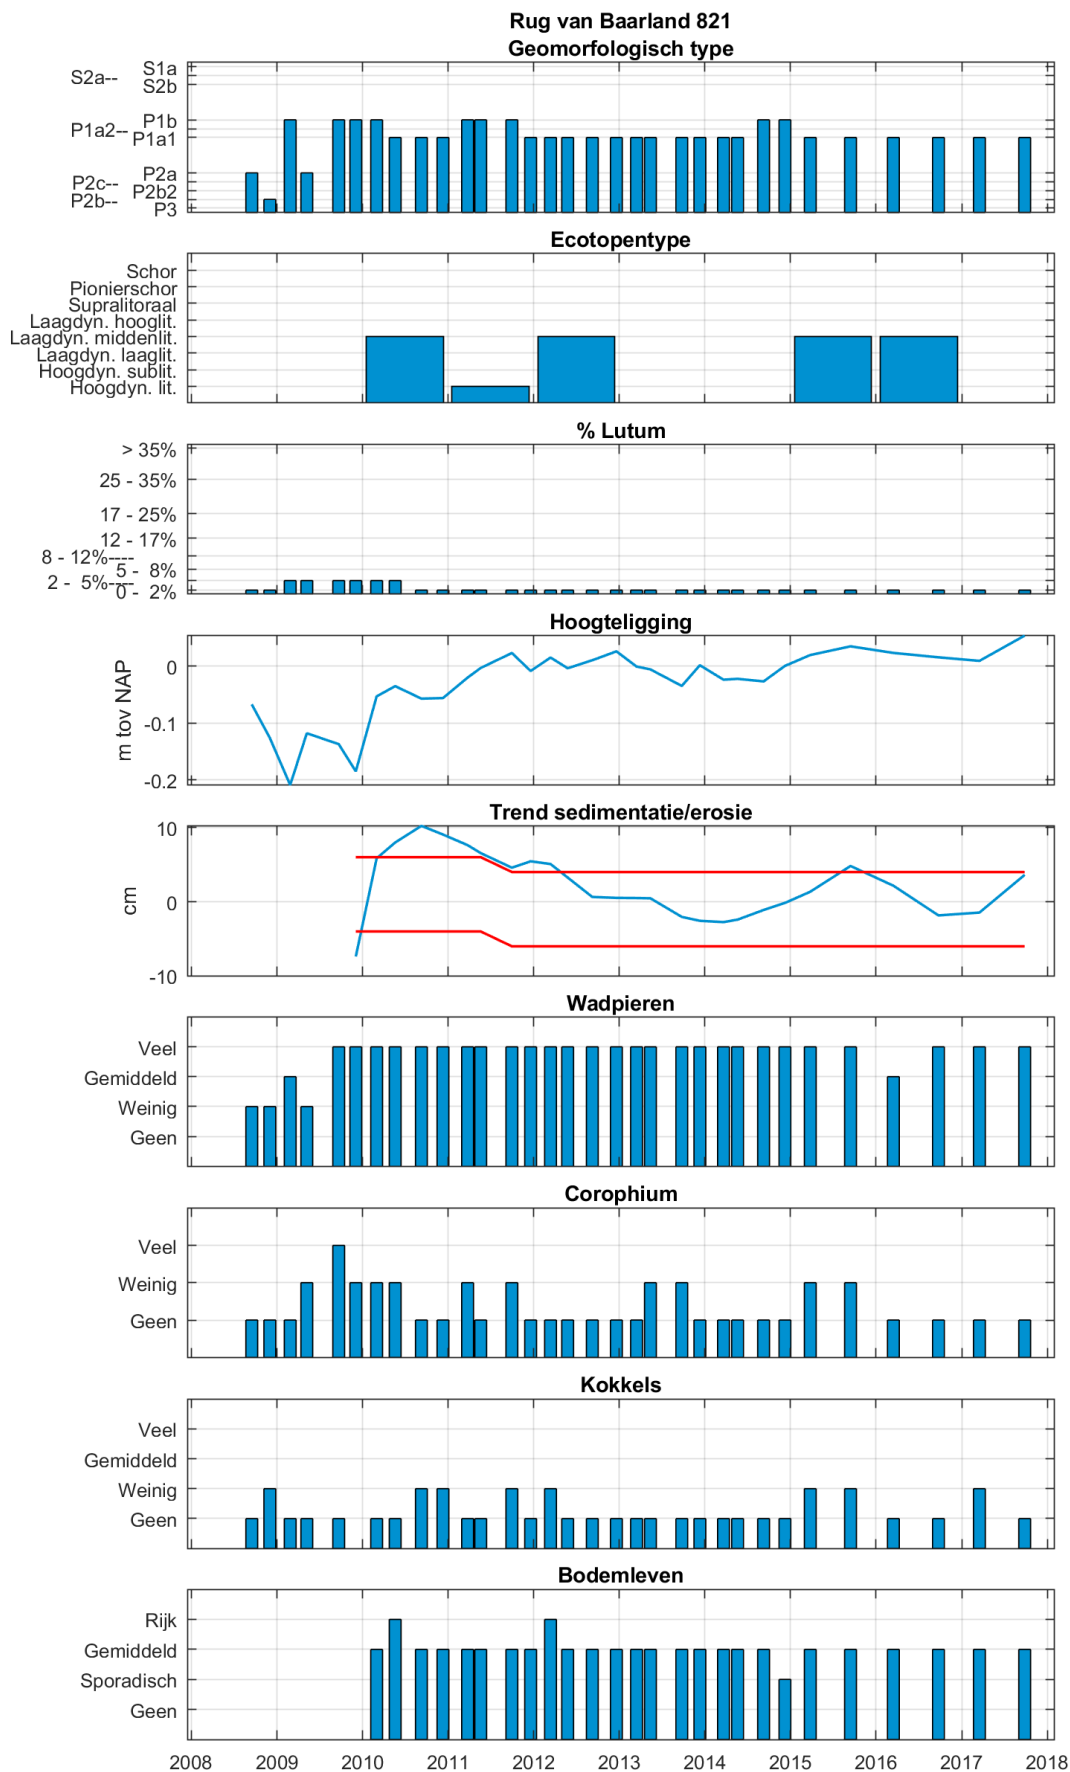 Rug van Baarland 821
Geomorfologisch type
S1a
S2a--
S2b
P1b
P1a2--
P1a1
P2a
P2c--
P2b2
P2b--
P3
Ecotopentype
Schor
Pionierschor
Supralitoraal
Laagdyn. hooglit.
Laagdyn. middenlit.
Laagdyn. laaglit.
Hoogdyn. sublit.
Hoogdyn. lit.
% Lutum
> 35%
25 - 35%
17 - 25%
12 - 17%
8 - 12%----
5 - 8%
2 - 5%----
0 - 2%
Hoogteligging
m tov NAP
0
-0.1
-0.2
Trend sedimentatie/erosie
cm
10
0
-10
Wadpieren
Veel
Gemiddeld
Weinig
Geen
Corophium
Veel
Weinig
Geen
Kokkels
Veel
Gemiddeld
Weinig
Geen
Bodemleven
Rijk
Gemiddeld
Sporadisch
Geen
2008 2009 2010 2011 2012 2013 2014 2015 2016 2017 2018